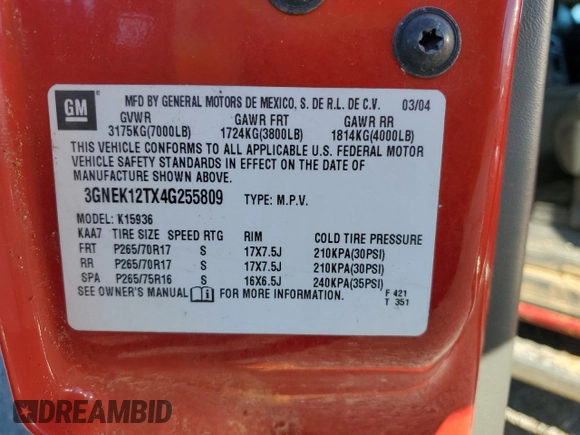 GM
MFD BY GENERAL MOTORS DE MEXICO, S. DE R.L. DE C.V. 03/04
GVWR GAWR FRT GAWR RR
3175KG(7000LB) 1724KG(3800LB) 1814KG(4000LB)
THIS VEHICLE CONFORMS TO ALL APPLICABLE U.S. FEDERAL MOTOR
VEHICLE SAFETY STANDARDS IN EFFECT ON THE DATE OF
MANUFACTURE SHOWN ABOVE.
3GNEK12TX4G255809 TYPE: M.P.V.
MODEL: K15936
KAA7 TIRE SIZE SPEED RTG RIM COLD TIRE PRESSURE
FRT P265/70R17 S 17X7.5J 210KPA(30PSI)
RR P265/70R17 S 17X7.5J 210KPA(30PSI)
SPA P265/75R16 S 16X6.5J 240KPA(35PSI)
SEE OWNER'S MANUAL FOR MORE INFORMATION.
F 421
T 351
DREAMBID